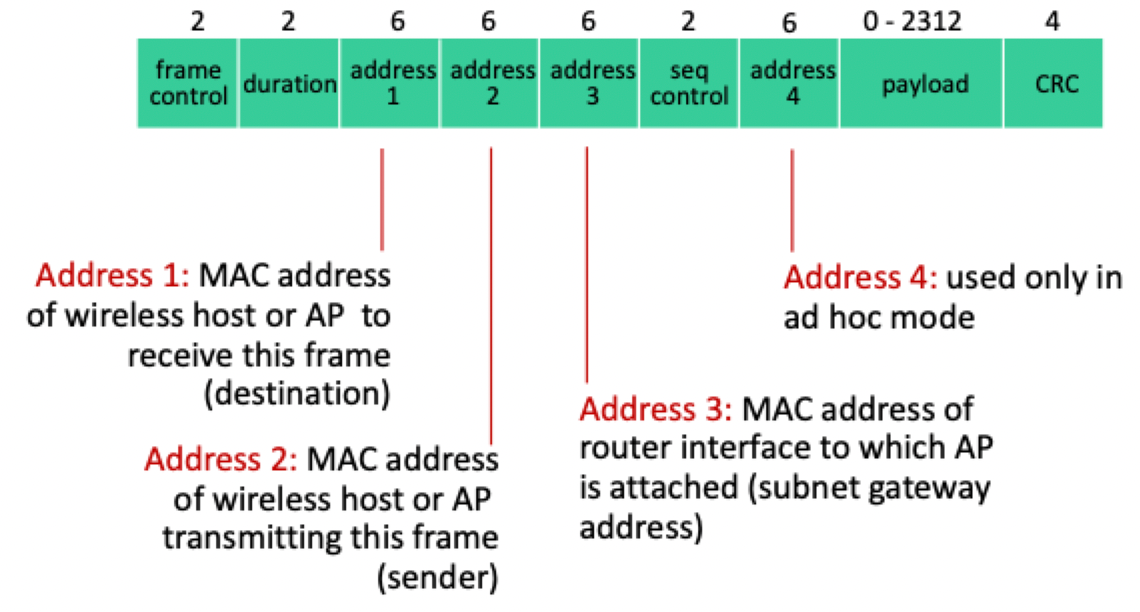 2 2 6 6 6 2 6 0 - 2312 4
frame control duration address 1 address 2 address 3 seq control address 4 payload CRC
Address 1: MAC address
of wireless host or AP to
receive this frame
(destination)
Address 2: MAC address
of wireless host or AP
transmitting this frame
(sender)
Address 3: MAC address of
router interface to which AP
is attached (subnet gateway
address)
Address 4: used only in
ad hoc mode